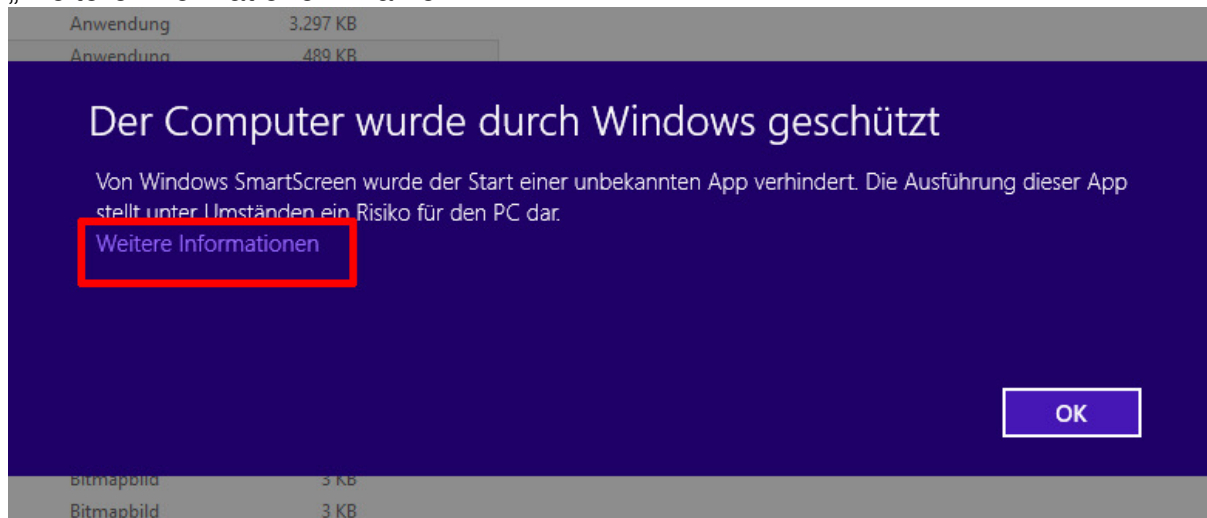 Anwendung 3.297 KB
Anwendung 489 KB
Der Computer wurde durch Windows geschützt
Von Windows SmartScreen wurde der Start einer unbekannten App verhindert. Die Ausführung dieser App
stellt unter Umständen ein Risiko für den PC dar.
Weitere Informationen
OK
Bitmapbild 3 KB
Bitmapbild 3 KB